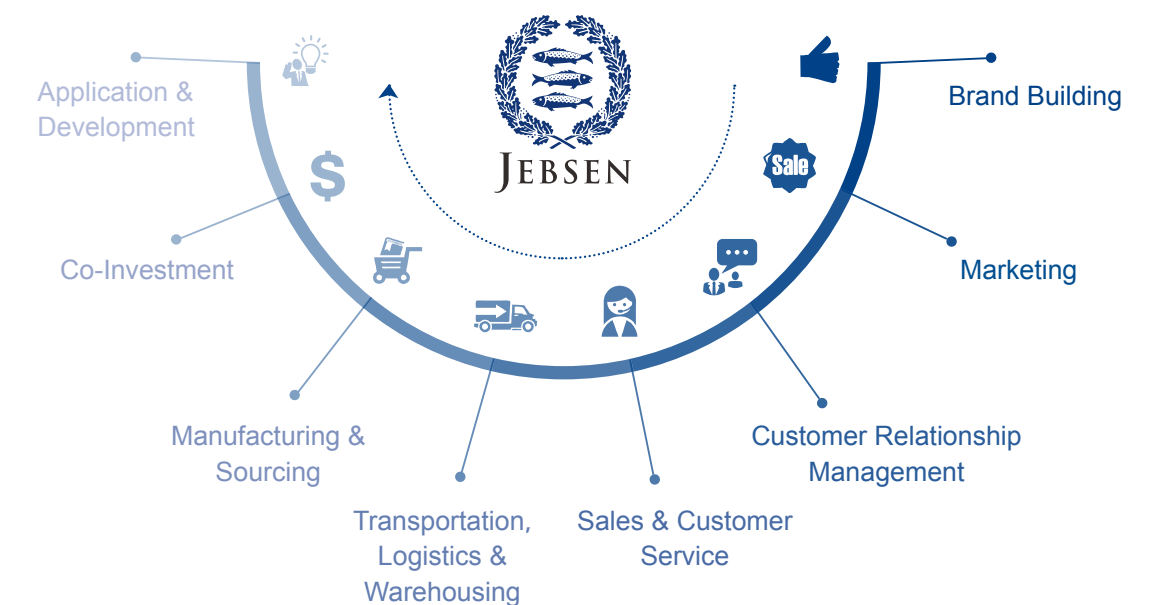 JEBSEN
$
Sale
Application &
Development
Brand Building
Co-Investment
Marketing
Manufacturing &
Sourcing
Customer Relationship
Management
Transportation,
Logistics &
Warehousing
Sales & Customer
Service